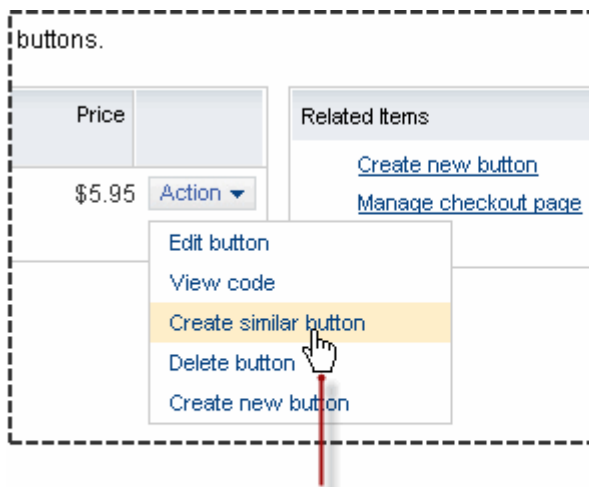 buttons.
Price
Related Items
Create new button
$5.95 Action
Manage checkout page
Edit button
View code
Create similar button
Delete button
Create new button